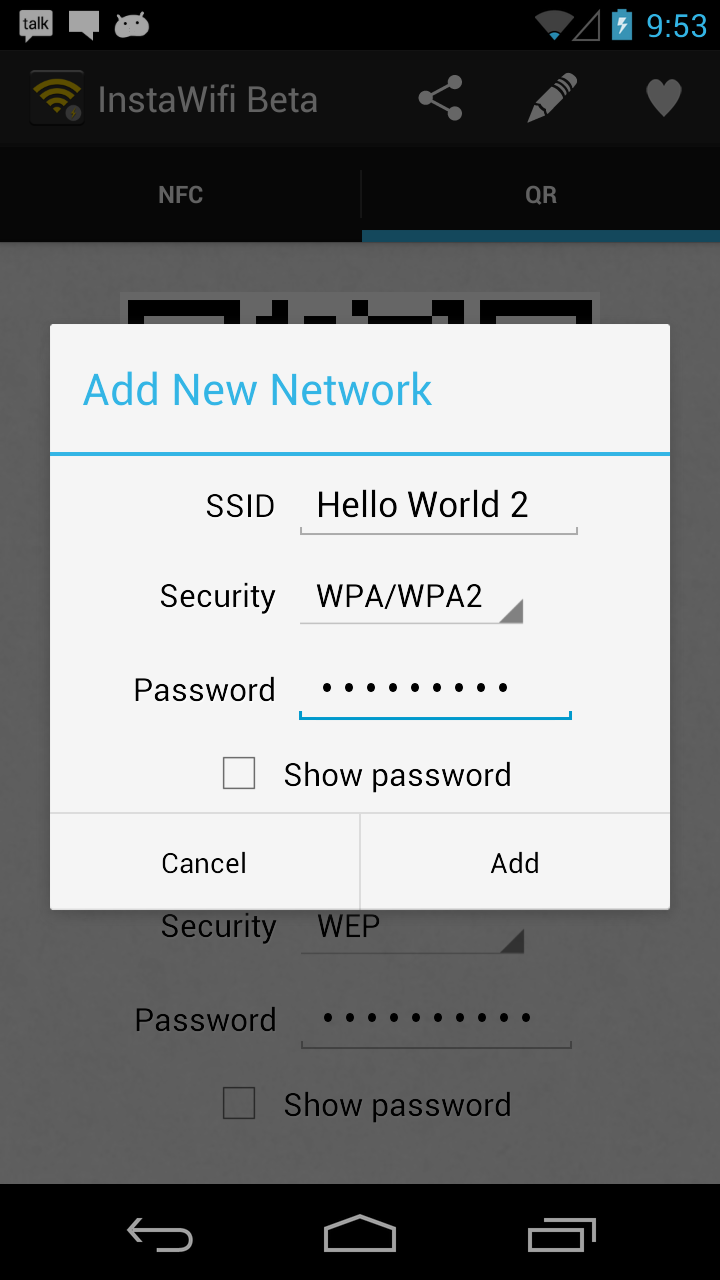 talk
9:53
InstaWifi Beta
NFC
QR
Add New Network
SSID Hello World 2
Security WPA/WPA2
Password •••••••••
Show password
Cancel
Add
Security WEP
Password ••••••••••
Show password